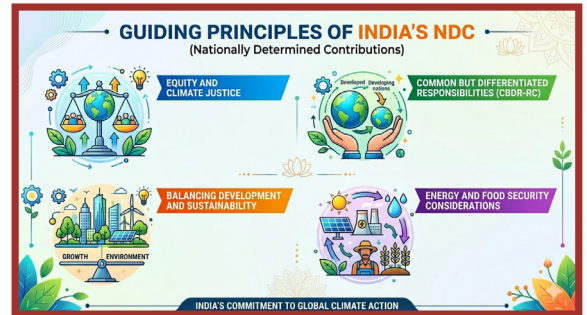 GUIDING PRINCIPLES OF INDIA'S NDC
(Nationally Determined Contributions)
EQUITY AND
CLIMATE JUSTICE
Developed Developing
nations
COMMON BUT DIFFERENTIATED
RESPONSIBILITIES (CBDR-RC)
BALANCING DEVELOPMENT
AND SUSTAINABILITY
GROWTH ENVIRONMENT
ENERGY AND FOOD SECURITY
CONSIDERATIONS
INDIA'S COMMITMENT TO GLOBAL CLIMATE ACTION